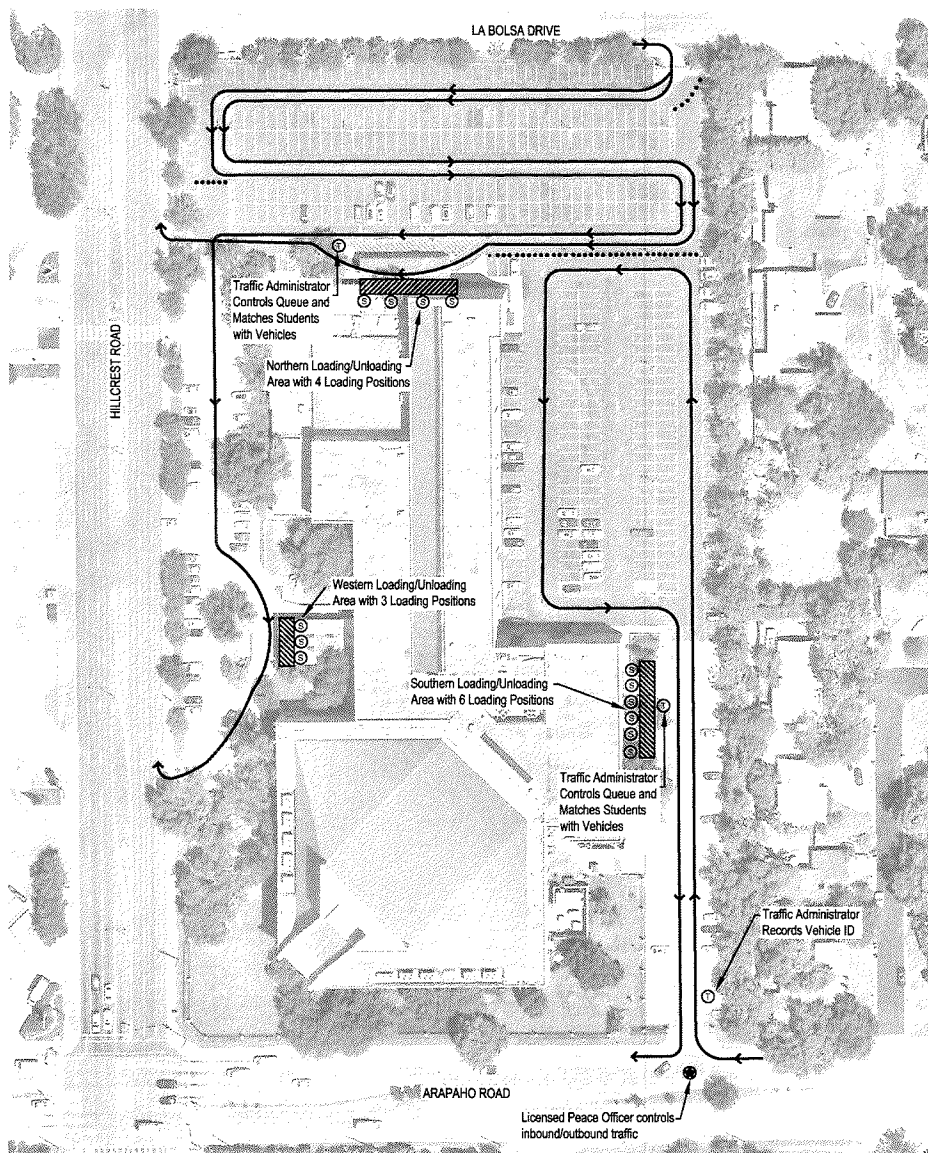 LA BOLSA DRIVE
T
Traffic Administrator
Controls Queue and
Matches Students
with Vehicles
S S S S
Northern Loading/Unloading
Area with 4 Loading Positions
HILLCREST ROAD
Western Loading/Unloading
Area with 3 Loading Positions
S
S
S
Southern Loading/Unloading
Area with 6 Loading Positions
S
S
S
S
S
S
T
Traffic Administrator
Controls Queue and
Matches Students
with Vehicles
Traffic Administrator
Records Vehicle ID
T
ARAPAHO ROAD
Licensed Peace Officer controls
inbound/outbound traffic